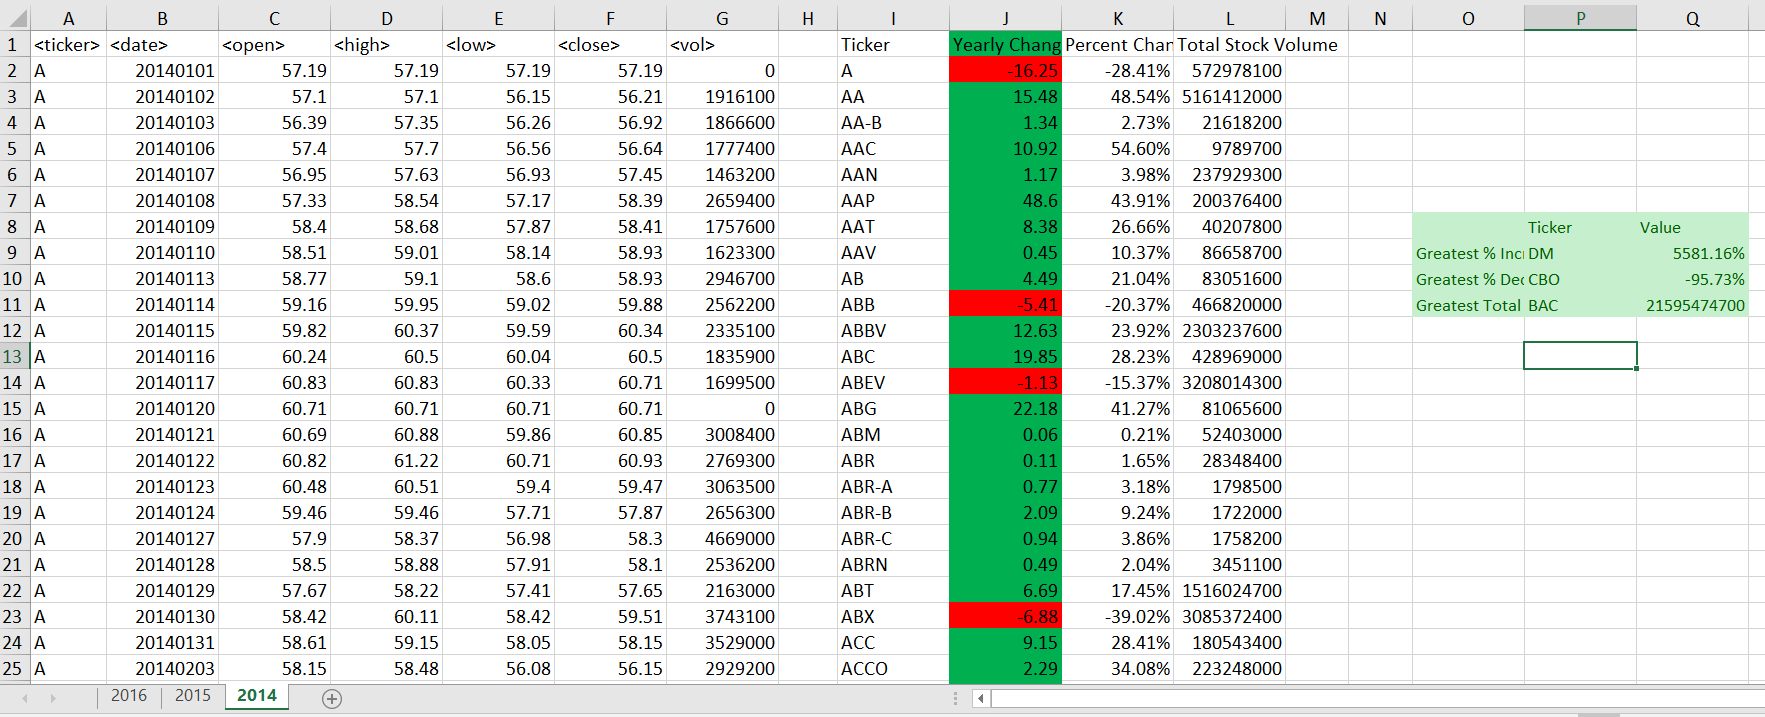 A B C D E F G H I J K L M N O P Q
1 <ticker> <date> <open> <high> <low> <close> <vol> Ticker Yearly Chang Percent Char Total Stock Volume
2 A 20140101 57.19 57.19 57.19 57.19 0 A -16.25 -28.41% 572978100
3 A 20140102 57.1 57.1 56.15 56.21 1916100 AA 15.48 48.54% 5161412000
4 A 20140103 56.39 57.35 56.26 56.92 1866600 AA-B 1.34 2.73% 21618200
5 A 20140106 57.4 57.7 56.56 56.64 1777400 AAC 10.92 54.60% 9789700
6 A 20140107 56.95 57.63 56.93 57.45 1463200 AAN 1.17 3.98% 237929300
7 A 20140108 57.33 58.54 57.17 58.39 2659400 AAP 48.6 43.91% 200376400
8 A 20140109 58.4 58.68 57.87 58.41 1757600 AAT 8.38 26.66% 40207800 Ticker Value
9 A 20140110 58.51 59.01 58.14 58.93 1623300 AAV 0.45 10.37% 86658700 Greatest % Inc DM 5581.16%
10 A 20140113 58.77 59.1 58.6 58.93 2946700 AB 4.49 21.04% 83051600 Greatest % Dec CBO -95.73%
11 A 20140114 59.16 59.95 59.02 59.88 2562200 ABB -5.41 -20.37% 466820000 Greatest Total BAC 21595474700
12 A 20140115 59.82 60.37 59.59 60.34 2335100 ABBV 12.63 23.92% 2303237600
13 A 20140116 60.24 60.5 60.04 60.5 1835900 ABC 19.85 28.23% 428969000
14 A 20140117 60.83 60.83 60.33 60.71 1699500 ABEV -1.13 -15.37% 3208014300
15 A 20140120 60.71 60.71 60.71 60.71 0 ABG 22.18 41.27% 81065600
16 A 20140121 60.69 60.88 59.86 60.85 3008400 ABM 0.06 0.21% 52403000
17 A 20140122 60.82 61.22 60.71 60.93 2769300 ABR 0.11 1.65% 28348400
18 A 20140123 60.48 60.51 59.4 59.47 3063500 ABR-A 0.77 3.18% 1798500
19 A 20140124 59.46 59.46 57.71 57.87 2656300 ABR-B 2.09 9.24% 1722000
20 A 20140127 57.9 58.37 56.98 58.3 4669000 ABR-C 0.94 3.86% 1758200
21 A 20140128 58.5 58.88 57.91 58.1 2536200 ABRN 0.49 2.04% 3451100
22 A 20140129 57.67 58.22 57.41 57.65 2163000 ABT 6.69 17.45% 1516024700
23 A 20140130 58.42 60.11 58.42 59.51 3743100 ABX -6.88 -39.02% 3085372400
24 A 20140131 58.61 59.15 58.05 58.15 3529000 ACC 9.15 28.41% 180543400
25 A 20140203 58.15 58.48 56.08 56.15 2929200 ACCO 2.29 34.08% 223248000
2016 2015 2014